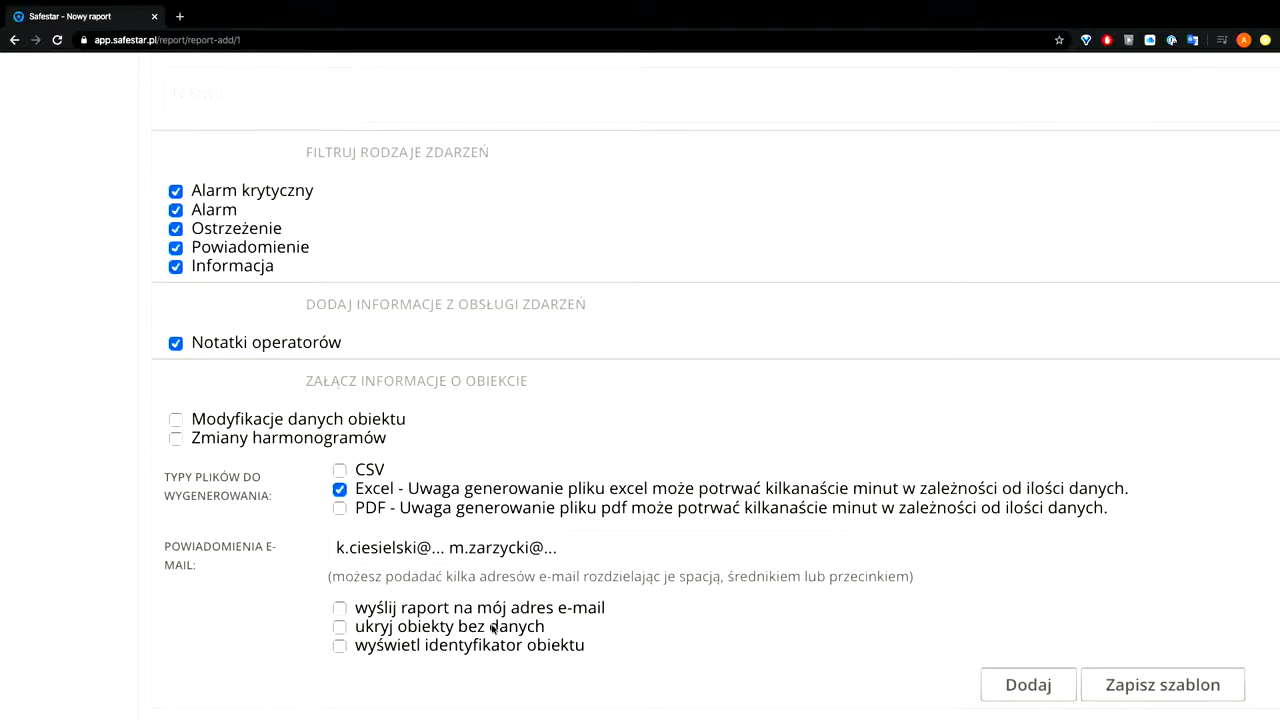 Safestar - Nowy raport
app.safestar.pl/report/report-add/1
Nazwa
FILTRUJ RODZAJE ZDARZEŃ
Alarm krytyczny
Alarm
Ostrzeżenie
Powiadomienie
Informacja
DODAJ INFORMACJE Z OBSŁUGI ZDARZEŃ
Notatki operatorów
ZAŁĄCZ INFORMACJE O OBIEKCIE
Modyfikacje danych obiektu
Zmiany harmonogramów
TYPY PLIKÓW DO
WYGENEROWANIA:
CSV
Excel - Uwaga generowanie pliku excel może potrwać kilkanaście minut w zależności od ilości danych.
PDF - Uwaga generowanie pliku pdf może potrwać kilkanaście minut w zależności od ilości danych.
POWIADOMIENIA E-
MAIL:
k.ciesielski@... m.zarzycki@...
(możesz podadać kilka adresów e-mail rozdzielając je spacją, średnikiem lub przecinkiem)
wyślij raport na mój adres e-mail
ukryj obiekty bez danych
wyświetl identyfikator obiektu
Dodaj
Zapisz szablon